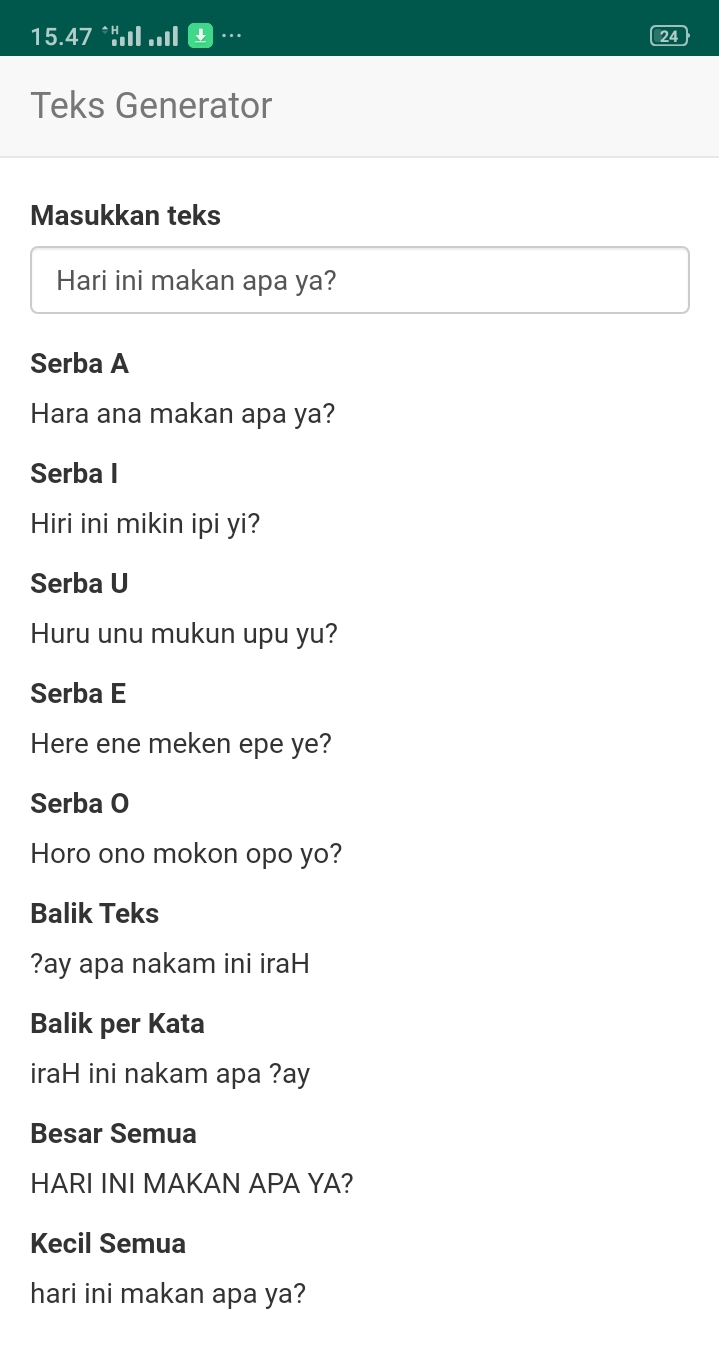 15.47 H ... 24
Teks Generator
Masukkan teks
Hari ini makan apa ya?
Serba A
Hara ana makan apa ya?
Serba I
Hiri ini mikin ipi yi?
Serba U
Huru unu mukun upu yu?
Serba E
Here ene meken epe ye?
Serba O
Horo ono mokon opo yo?
Balik Teks
?ay apa nakam ini iraH
Balik per Kata
iraH ini nakam apa ?ay
Besar Semua
HARI INI MAKAN APA YA?
Kecil Semua
hari ini makan apa ya?